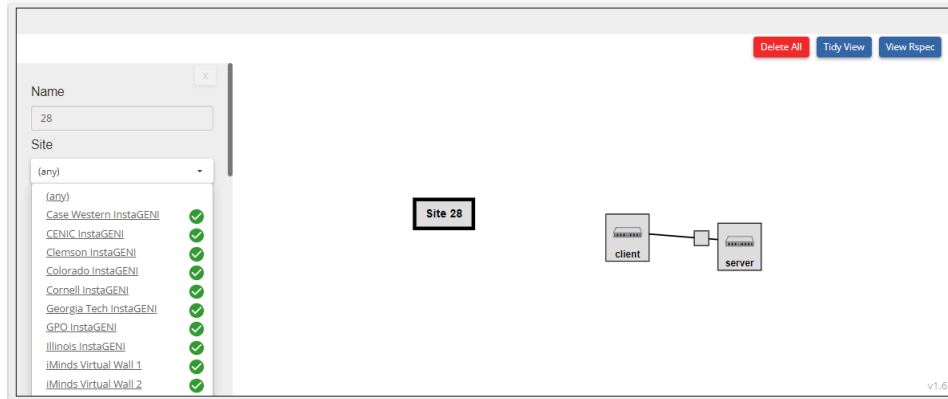 Delete All
Tidy View
View Rspec
x
Name
28
Site
(any)
(any)
Case Western InstaGENI
CENIC InstaGENI
Clemson InstaGENI
Colorado InstaGENI
Cornell InstaGENI
Georgia Tech InstaGENI
GPO InstaGENI
Illinois InstaGENI
iMinds Virtual Wall 1
iMinds Virtual Wall 2
Site 28
client
server
v1.6